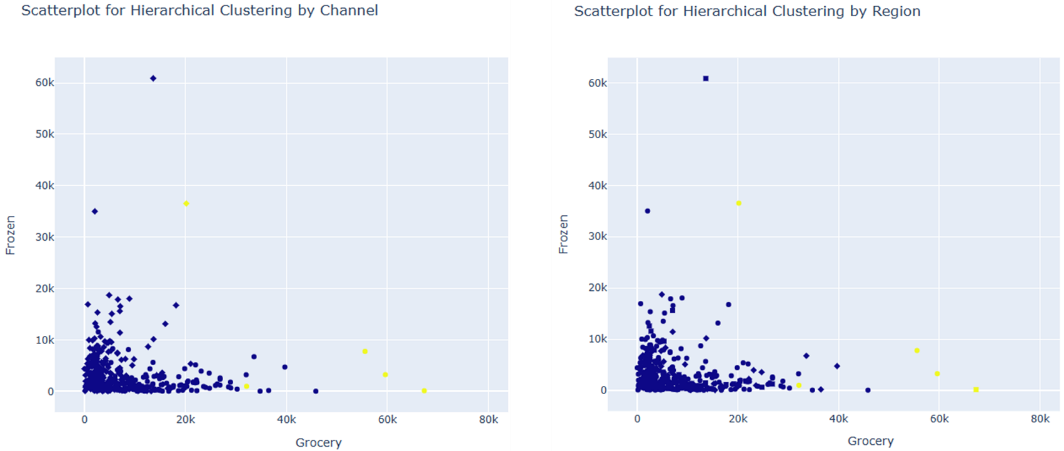 Scatterplot for Hierarchical Clustering by Channel
60k
50k
40k
30k
20k
10k
0
Frozen
0 20k 40k 60k 80k
Grocery
Scatterplot for Hierarchical Clustering by Region
60k
50k
40k
30k
20k
10k
0
Frozen
0 20k 40k 60k 80k
Grocery